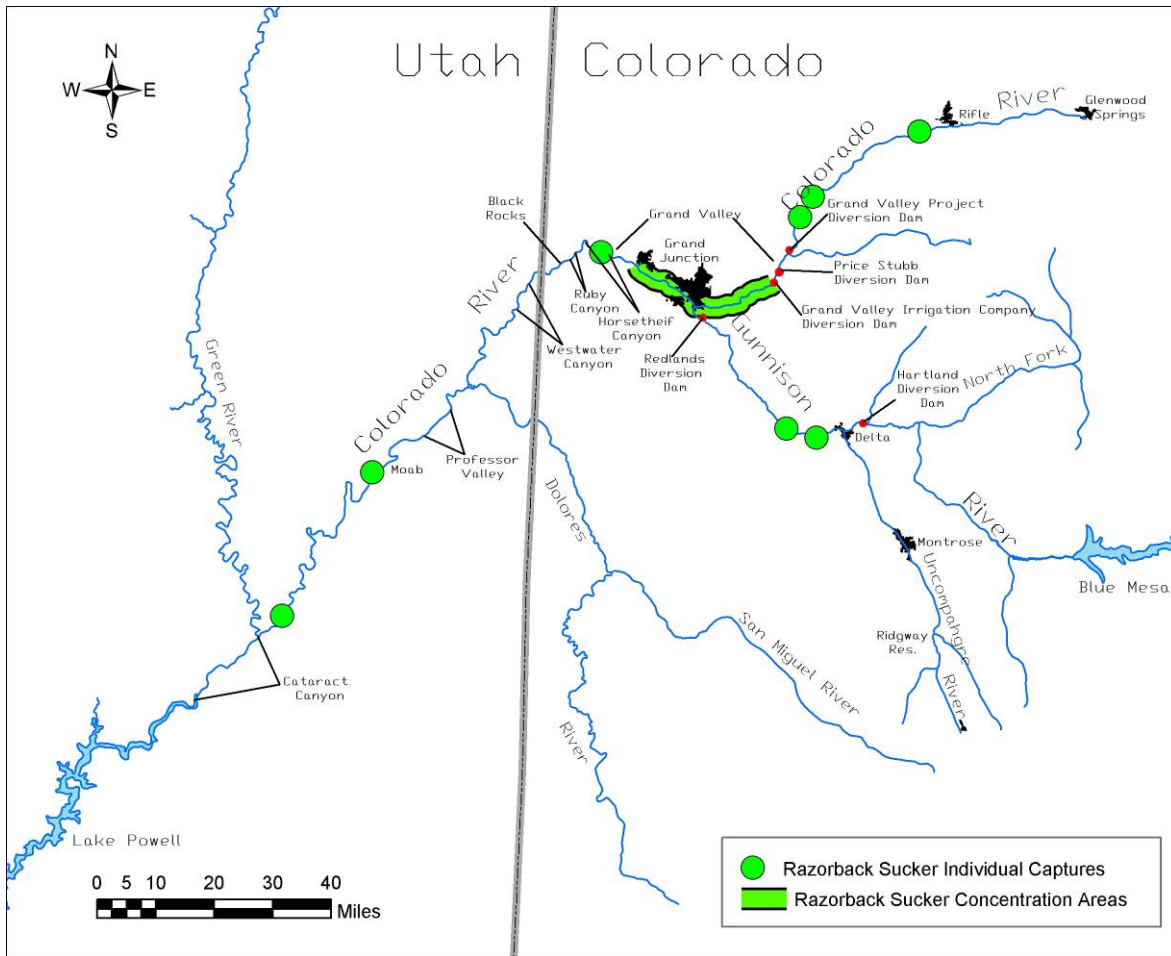 Utah Colorado
N
W E
S
Glenwood
Springs
Rifle
River
Colorado
Grand Valley Project
Diversion Dam
Price Stubb
Diversion Dam
Grand Valley Irrigation Company
Diversion Dam
Grand Valley
Grand
Junction
Black
Rocks
Ruby
Canyon
Horsetheif
Canyon
Westwater
Canyon
Redlands
Diversion
Dam
Gunnison
Hartland
Diversion
Dam
North Fork
Delta
River
Colorado
Green River
Moab
Professor
Valley
Dolores
River
San Miguel River
Montrose
Uncompahgre
River
Ridgway
Res.
River
Blue Mesa
Cataract
Canyon
Lake Powell
0 5 10 20 30 40
Miles
Razorback Sucker Individual Captures
Razorback Sucker Concentration Areas